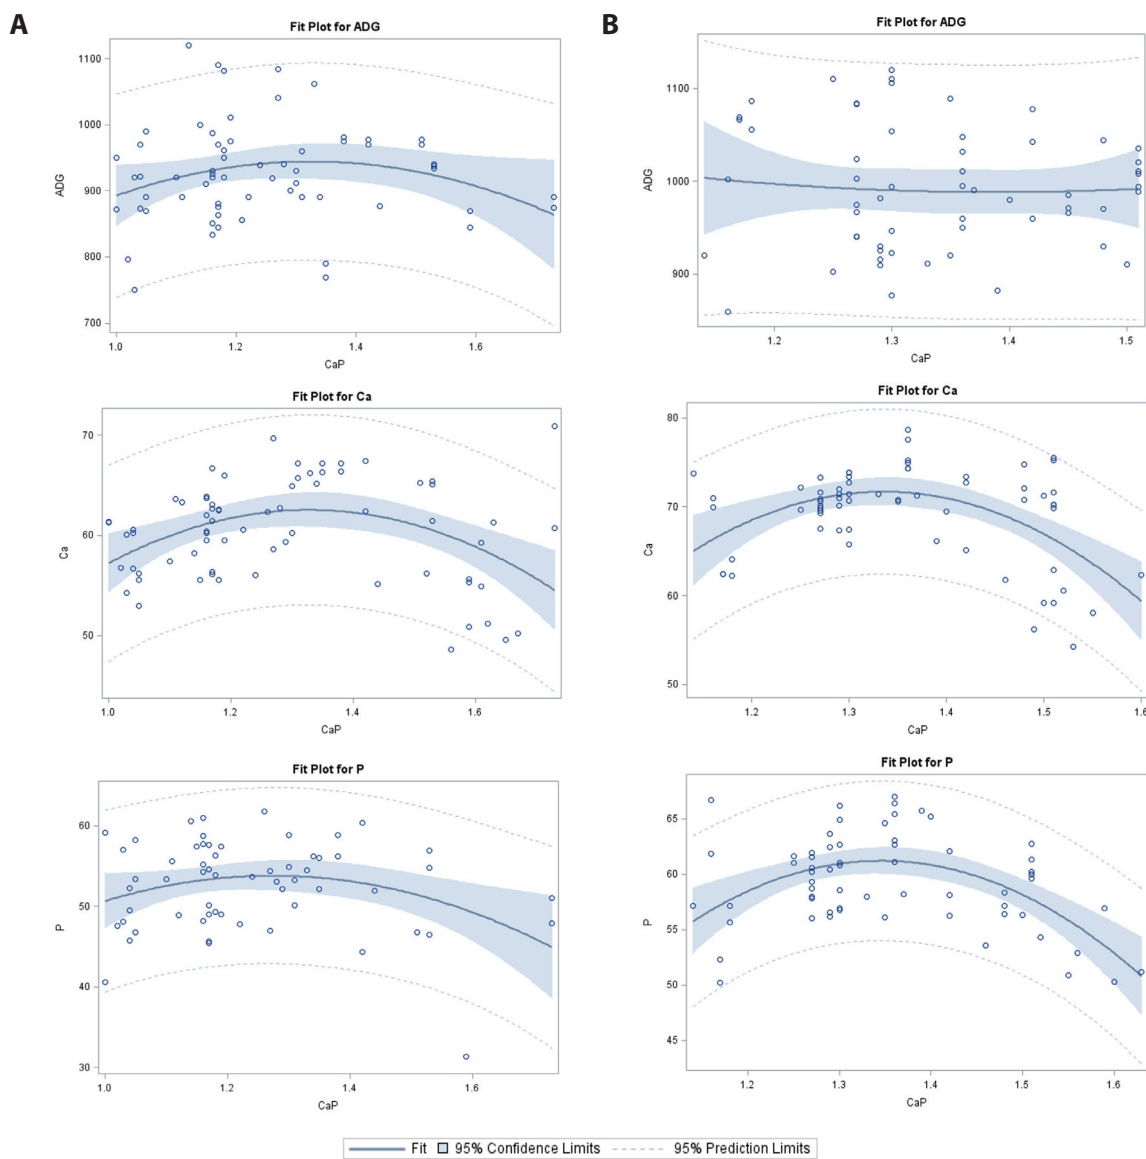 A
Fit Plot for ADG
1100
1000
900
800
700
ADG
1.0 1.2 1.4 1.6
CaP
Fit Plot for Ca
70
60
50
Ca
1.0 1.2 1.4 1.6
CaP
Fit Plot for P
60
50
40
30
P
1.0 1.2 1.4 1.6
CaP
B
Fit Plot for ADG
1100
1000
900
ADG
1.2 1.3 1.4 1.5
CaP
Fit Plot for Ca
80
70
60
50
Ca
1.2 1.3 1.4 1.5 1.6
CaP
Fit Plot for P
65
60
55
50
45
P
1.2 1.3 1.4 1.5 1.6
CaP
Fit 95% Confidence Limits 95% Prediction Limits